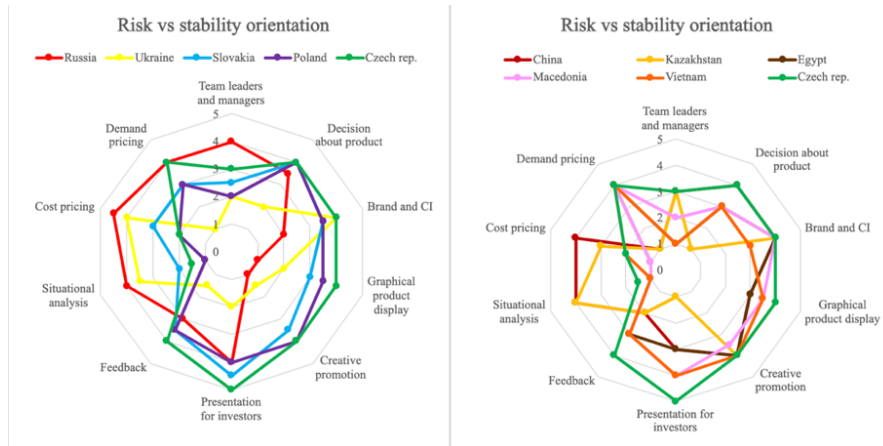 Risk vs stability orientation
Russia Ukraine Slovakia Poland Czech rep.
Team leaders
and managers
Decision
about product
Brand and CI
Graphical
product display
Creative
promotion
Presentation
for investors
Feedback
Situational
analysis
Cost pricing
Demand
pricing
5
4
3
2
1
0
Risk vs stability orientation
China Kazakhstan Egypt
Macedonia Vietnam Czech rep.
Team leaders
and managers
Decision about
product
Brand and CI
Graphical
product display
Creative
promotion
Presentation for
investors
Feedback
Situational
analysis
Cost pricing
Demand pricing
5
4
3
2
1
0